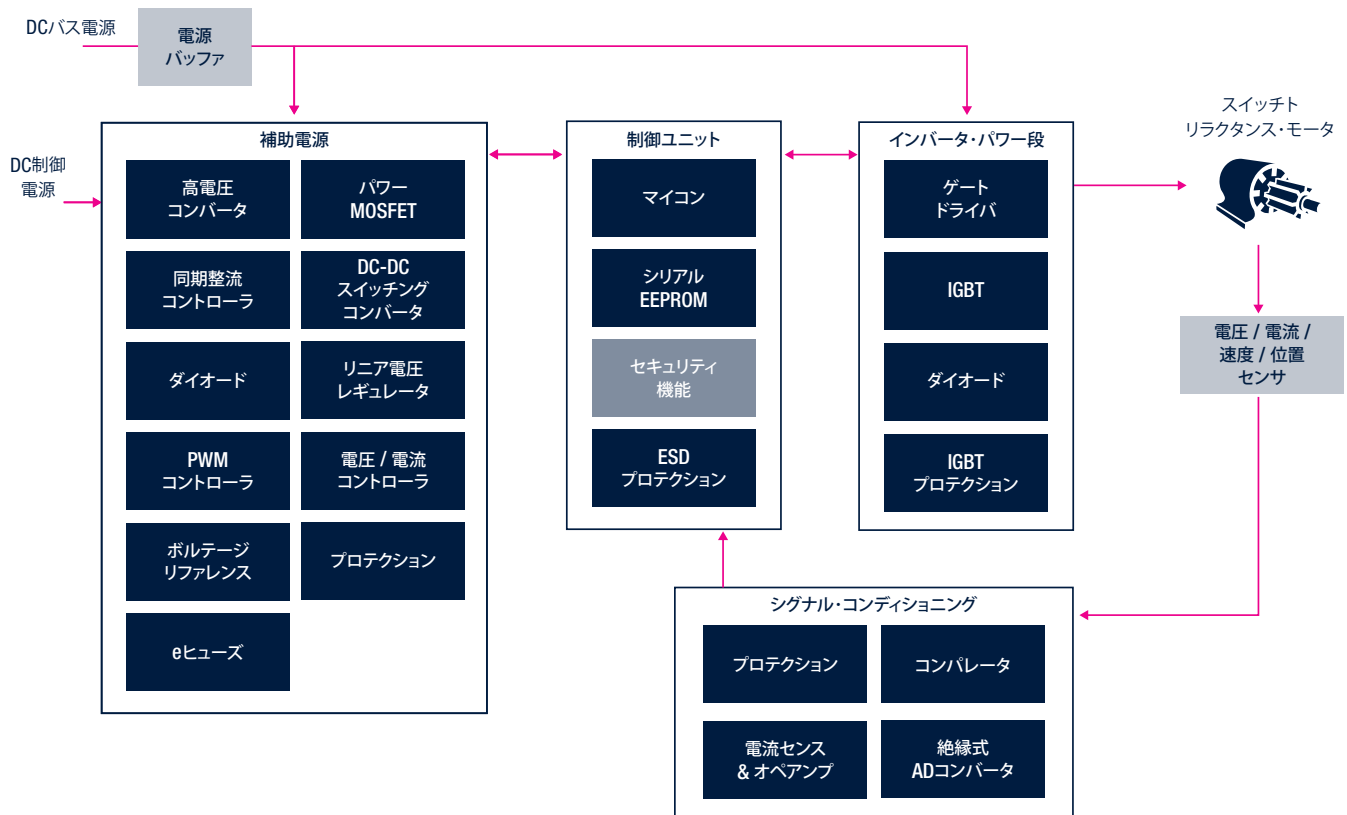 DCバス電源
電源
バッファ
スイッチト
リラクタンス・モータ
DC制御
電源
補助電源
高電圧
コンバータ
パワー
MOSFET
同期整流
コントローラ
DC-DC
スイッチング
コンバータ
ダイオード
リニア電圧
レギュレータ
PWM
コントローラ
電圧 / 電流
コントローラ
ボルテージ
リファレンス
プロテクション
eヒューズ
制御ユニット
マイコン
シリアル
EEPROM
セキュリティ
機能
ESD
プロテクション
インバータ・パワー段
ゲート
ドライバ
IGBT
ダイオード
IGBT
プロテクション
電圧 / 電流 /
速度 / 位置
センサ
シグナル・コンディショニング
プロテクション
コンパレータ
電流センス
& オペアンプ
絶縁式
ADコンバータ